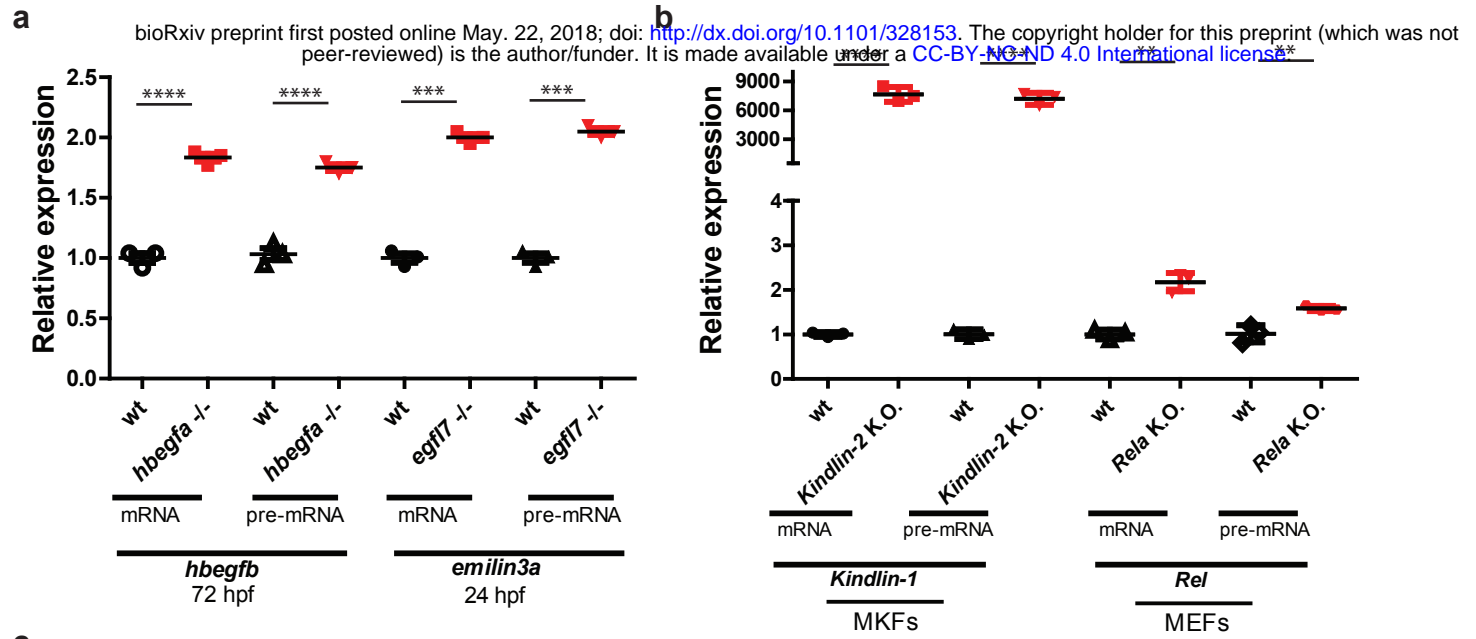 a
b
bioRxiv preprint first posted online May. 22, 2018; doi: http://dx.doi.org/10.1101/328153. The copyright holder for this preprint (which was not
peer-reviewed) is the author/funder. It is made available under a CC-BY-NC-ND 4.0 International license.
Relative expression
2.5
2.0
1.5
1.0
0.5
0.0
**** **** *** ***
wt
hbegfa -/-
wt
hbegfa -/-
wt
egfl7 -/-
wt
egfl7 -/-
mRNA pre-mRNA mRNA pre-mRNA
hbegfb emilin3a
72 hpf 24 hpf
Relative expression
9000
6000
3000
4
3
2
1
0
**** **** ** **
wt
Kindlin-2 K.O.
wt
Kindlin-2 K.O.
wt
Rela K.O.
wt
Rela K.O.
mRNA pre-mRNA mRNA pre-mRNA
Kindlin-1 Rel
MKFs MEFs